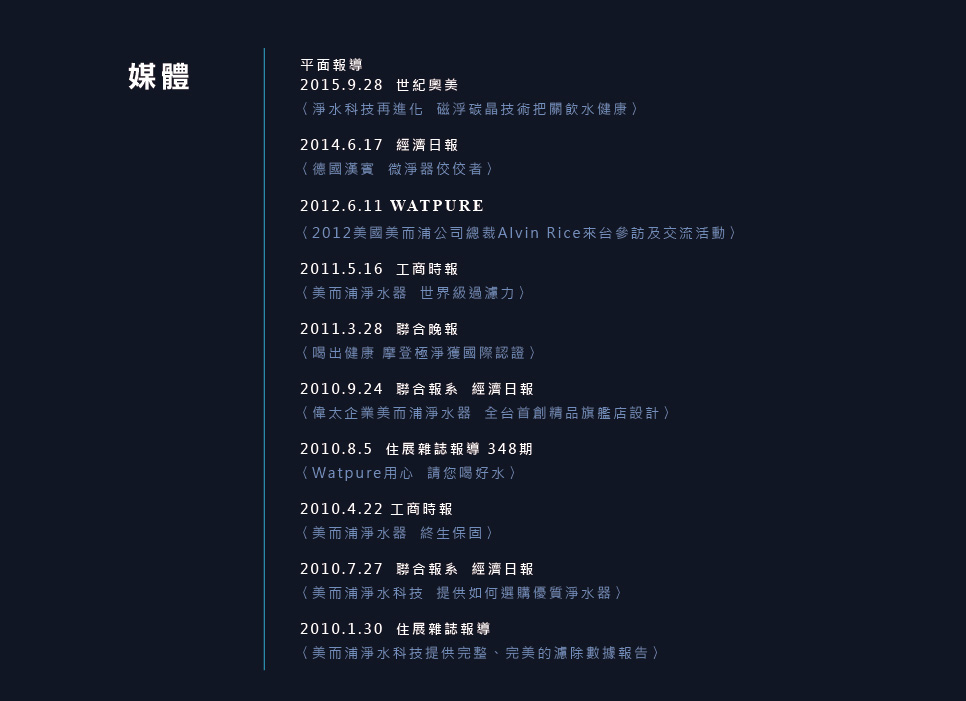 媒體
平面報導
2015.9.28 世紀奧美
〈淨水科技再進化 磁浮碳晶技術把關飲水健康〉
2014.6.17 經濟日報
〈德國漢賓 微淨器佼佼者〉
2012.6.11 WATPURE
〈2012美國美而浦公司總裁Alvin Rice來台參訪及交流活動〉
2011.5.16 工商時報
〈美而浦淨水器 世界級過濾力〉
2011.3.28 聯合晚報
〈喝出健康 摩登極淨獲國際認證〉
2010.9.24 聯合報系 經濟日報
〈偉太企業美而浦淨水器 全台首創精品旗艦店設計〉
2010.8.5 住展雜誌報導 348期
〈Watpure用心 請您喝好水〉
2010.4.22 工商時報
〈美而浦淨水器 終生保固〉
2010.7.27 聯合報系 經濟日報
〈美而浦淨水科技 提供如何選購優質淨水器〉
2010.1.30 住展雜誌報導
〈美而浦淨水科技提供完整、完美的濾除數據報告〉